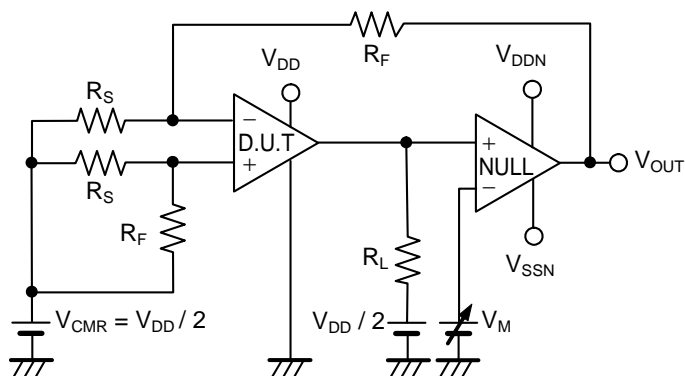 R_F
V_DD
V_DDN
R_S
−
D.U.T
+
+
NULL
−
V_OUT
R_S
R_F
R_L
V_SSN
V_CMR = V_DD / 2
V_DD / 2
V_M